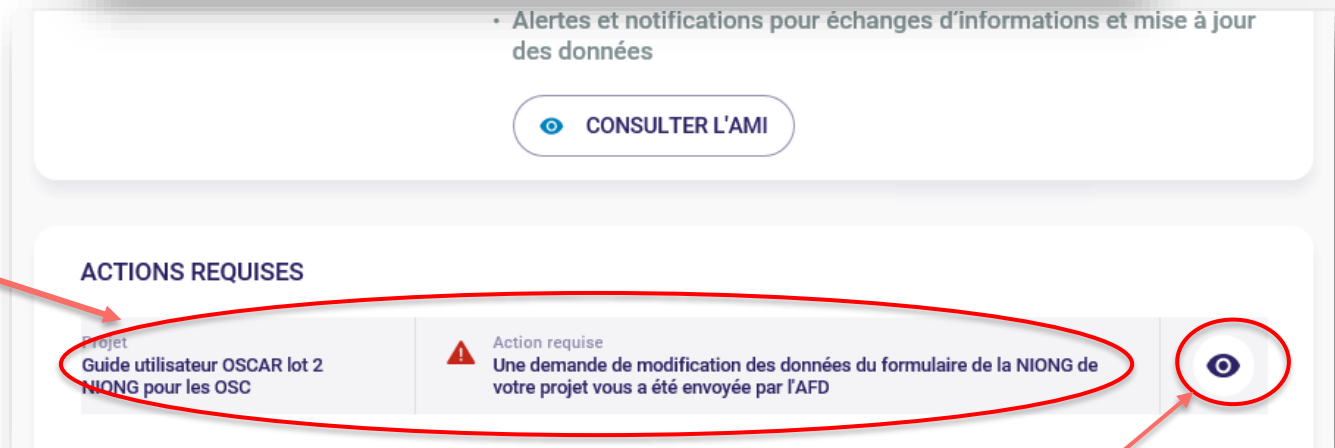 • Alertes et notifications pour échanges d'informations et mise à jour
des données
CONSULTER L'AMI
ACTIONS REQUISES
Projet
Guide utilisateur OSCAR lot 2
NIONG pour les OSC
Action requise
Une demande de modification des données du formulaire de la NIONG de
votre projet vous a été envoyée par l'AFD